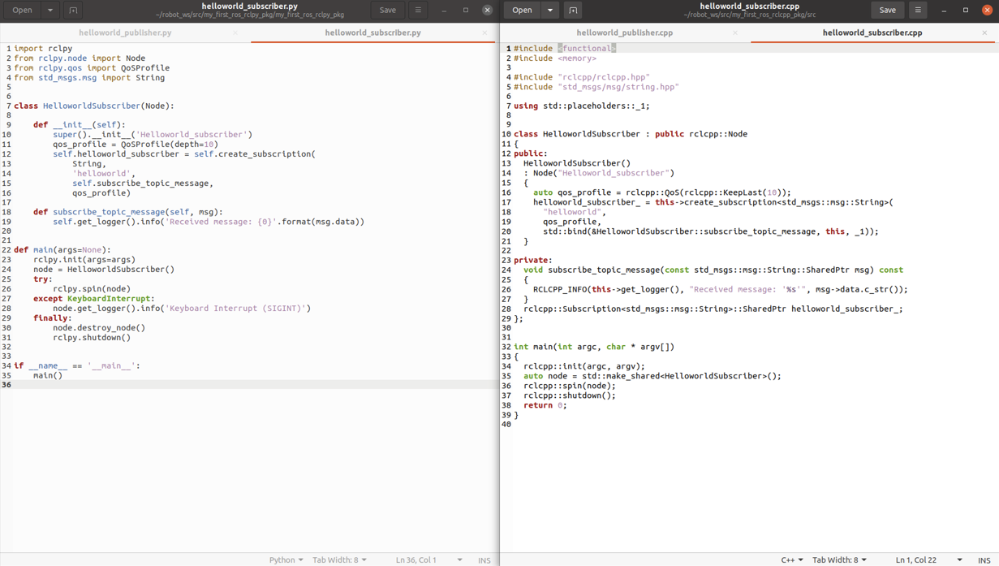 Open
helloworld_subscriber.py
~/robot_ws/src/my_first_ros_rclpy_pkg/my_first_ros_rclpy_pkg
Save
helloworld_publisher.py
helloworld_subscriber.py
1 import rclpy
2 from rclpy.node import Node
3 from rclpy.qos import QoSProfile
4 from std_msgs.msg import String
5
6
7 class HelloworldSubscriber(Node):
8
9     def __init__(self):
10         super().__init__('Helloworld_subscriber')
11         qos_profile = QoSProfile(depth=10)
12         self.helloworld_subscriber = self.create_subscription(
13             String,
14             'helloworld',
15             self.subscribe_topic_message,
16             qos_profile)
17
18     def subscribe_topic_message(self, msg):
19         self.get_logger().info('Received message: {0}'.format(msg.data))
20
21
22 def main(args=None):
23     rclpy.init(args=args)
24     node = HelloworldSubscriber()
25     try:
26         rclpy.spin(node)
27     except KeyboardInterrupt:
28         node.get_logger().info('Keyboard Interrupt (SIGINT)')
29     finally:
30         node.destroy_node()
31         rclpy.shutdown()
32
33
34 if __name__ == '__main__':
35     main()
36
Python
Tab Width: 8
Ln 36, Col 1
INS
Open
helloworld_subscriber.cpp
~/robot_ws/src/my_first_ros_rclcpp_pkg/src
Save
helloworld_publisher.cpp
helloworld_subscriber.cpp
1 #include <functional>
2 #include <memory>
3
4 #include "rclcpp/rclcpp.hpp"
5 #include "std_msgs/msg/string.hpp"
6
7 using std::placeholders::_1;
8
9
10 class HelloworldSubscriber : public rclcpp::Node
11 {
12 public:
13   HelloworldSubscriber()
14   : Node("Helloworld_subscriber")
15   {
16     auto qos_profile = rclcpp::QoS(rclcpp::KeepLast(10));
17     helloworld_subscriber_ = this->create_subscription<std_msgs::msg::String>(
18       "helloworld",
19       qos_profile,
20       std::bind(&HelloworldSubscriber::subscribe_topic_message, this, _1));
21   }
22
23 private:
24   void subscribe_topic_message(const std_msgs::msg::String::SharedPtr msg) const
25   {
26     RCLCPP_INFO(this->get_logger(), "Received message: '%s'", msg->data.c_str());
27   }
28   rclcpp::Subscription<std_msgs::msg::String>::SharedPtr helloworld_subscriber_;
29 };
30
31
32 int main(int argc, char * argv[])
33 {
34   rclcpp::init(argc, argv);
35   auto node = std::make_shared<HelloworldSubscriber>();
36   rclcpp::spin(node);
37   rclcpp::shutdown();
38   return 0;
39 }
40
C++
Tab Width: 8
Ln 1, Col 22
INS